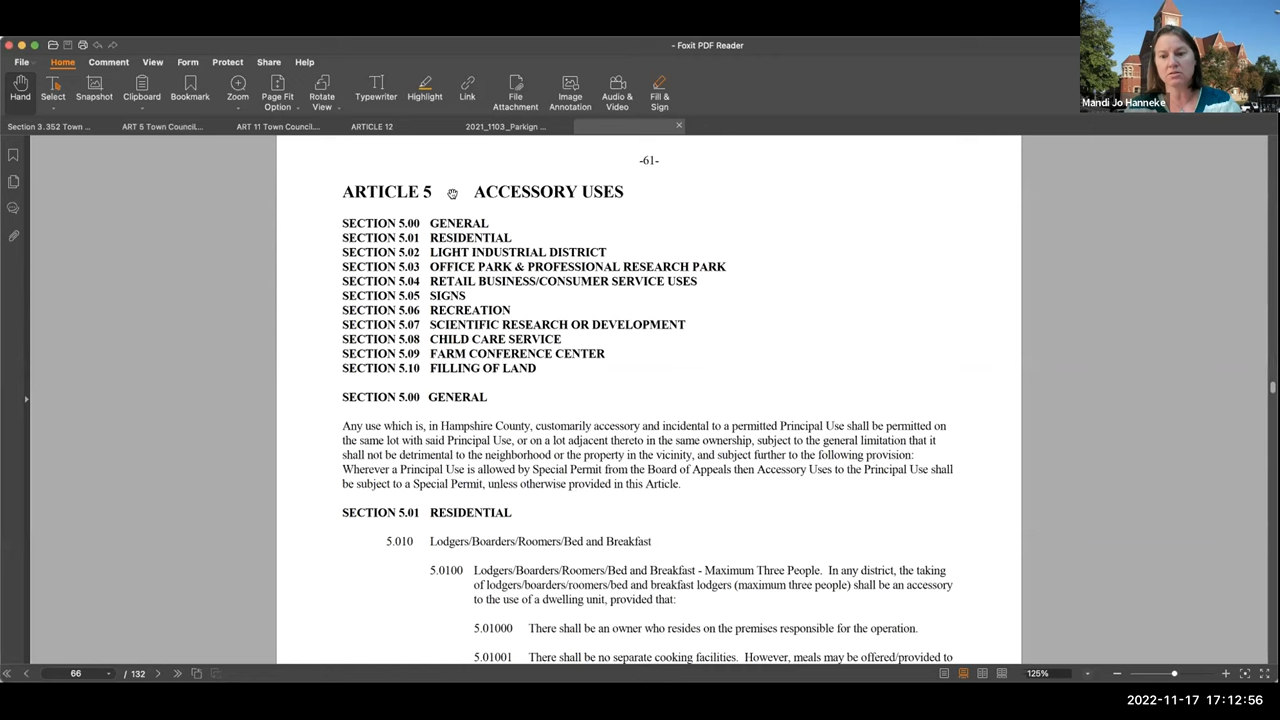 - Foxit PDF Reader
File Home Comment View Form Protect Share Help
Hand Select Snapshot Clipboard Bookmark Zoom Page Fit Option Rotate View Typewriter Highlight Link File Attachment Image Annotation Audio & Video Fill & Sign
Mandi Jo Hanneke
Section 3.352 Town ... ART 5 Town Council.... ART 11 Town Council.... ARTICLE 12 2021_1103_Parkign ...
-61-
ARTICLE 5 ACCESSORY USES
SECTION 5.00 GENERAL
SECTION 5.01 RESIDENTIAL
SECTION 5.02 LIGHT INDUSTRIAL DISTRICT
SECTION 5.03 OFFICE PARK & PROFESSIONAL RESEARCH PARK
SECTION 5.04 RETAIL BUSINESS/CONSUMER SERVICE USES
SECTION 5.05 SIGNS
SECTION 5.06 RECREATION
SECTION 5.07 SCIENTIFIC RESEARCH OR DEVELOPMENT
SECTION 5.08 CHILD CARE SERVICE
SECTION 5.09 FARM CONFERENCE CENTER
SECTION 5.10 FILLING OF LAND
SECTION 5.00 GENERAL
Any use which is, in Hampshire County, customarily accessory and incidental to a permitted Principal Use shall be permitted on
the same lot with said Principal Use, or on a lot adjacent thereto in the same ownership, subject to the general limitation that it
shall not be detrimental to the neighborhood or the property in the vicinity, and subject further to the following provision:
Wherever a Principal Use is allowed by Special Permit from the Board of Appeals then Accessory Uses to the Principal Use shall
be subject to a Special Permit, unless otherwise provided in this Article.
SECTION 5.01 RESIDENTIAL
5.010 Lodgers/Boarders/Roomers/Bed and Breakfast
5.0100 Lodgers/Boarders/Roomers/Bed and Breakfast - Maximum Three People. In any district, the taking
of lodgers/boarders/roomers/bed and breakfast lodgers (maximum three people) shall be an accessory
to the use of a dwelling unit, provided that:
5.01000 There shall be an owner who resides on the premises responsible for the operation.
5.01001 There shall be no separate cooking facilities. However, meals may be offered/provided to
66 / 132 125%
2022-11-17 17:12:56